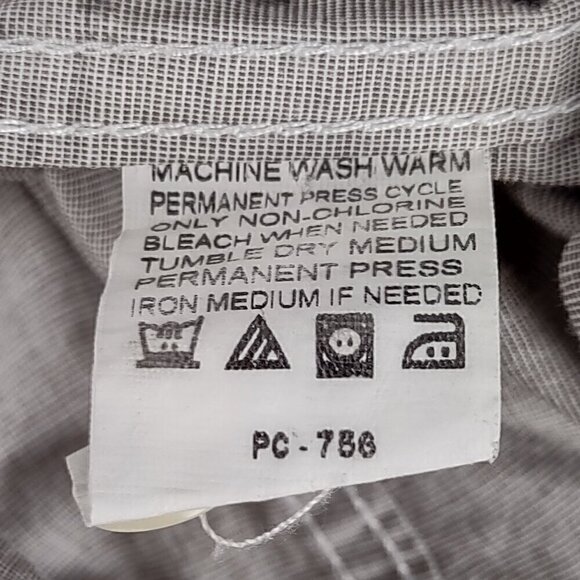 MACHINE WASH WARM
PERMANENT PRESS CYCLE
ONLY NON-CHLORINE
BLEACH WHEN NEEDED
TUMBLE DRY MEDIUM
PERMANENT PRESS
IRON MEDIUM IF NEEDED
PC - 786